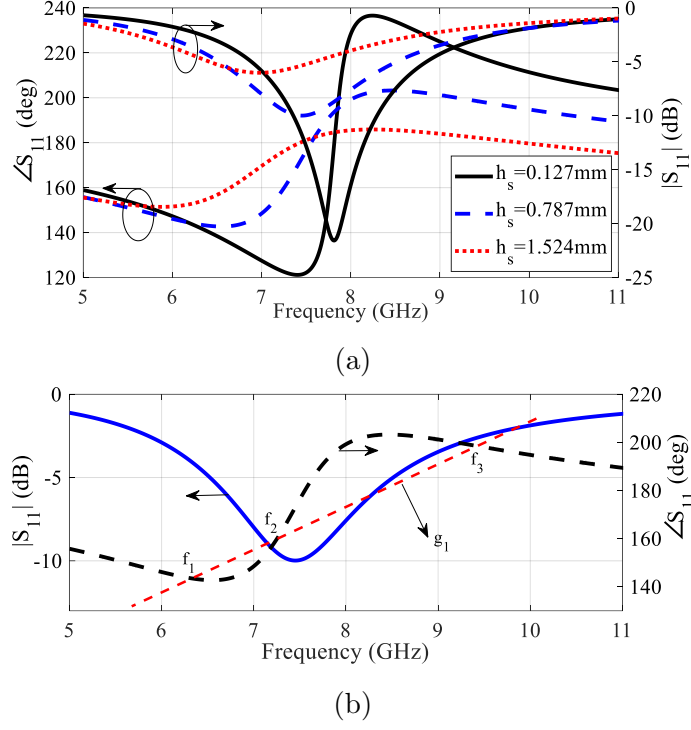 240
220
200
180
160
140
120
∠S₁₁ (deg)
0
-5
-10
-15
-20
-25
|S₁₁| (dB)
hₛ=0.127mm
hₛ=0.787mm
hₛ=1.524mm
5 6 7 8 9 10 11
Frequency (GHz)
(a)
0
-5
-10
|S₁₁| (dB)
220
200
180
160
140
∠S₁₁ (deg)
f₁
f₂
f₃
g₁
5 6 7 8 9 10 11
Frequency (GHz)
(b)